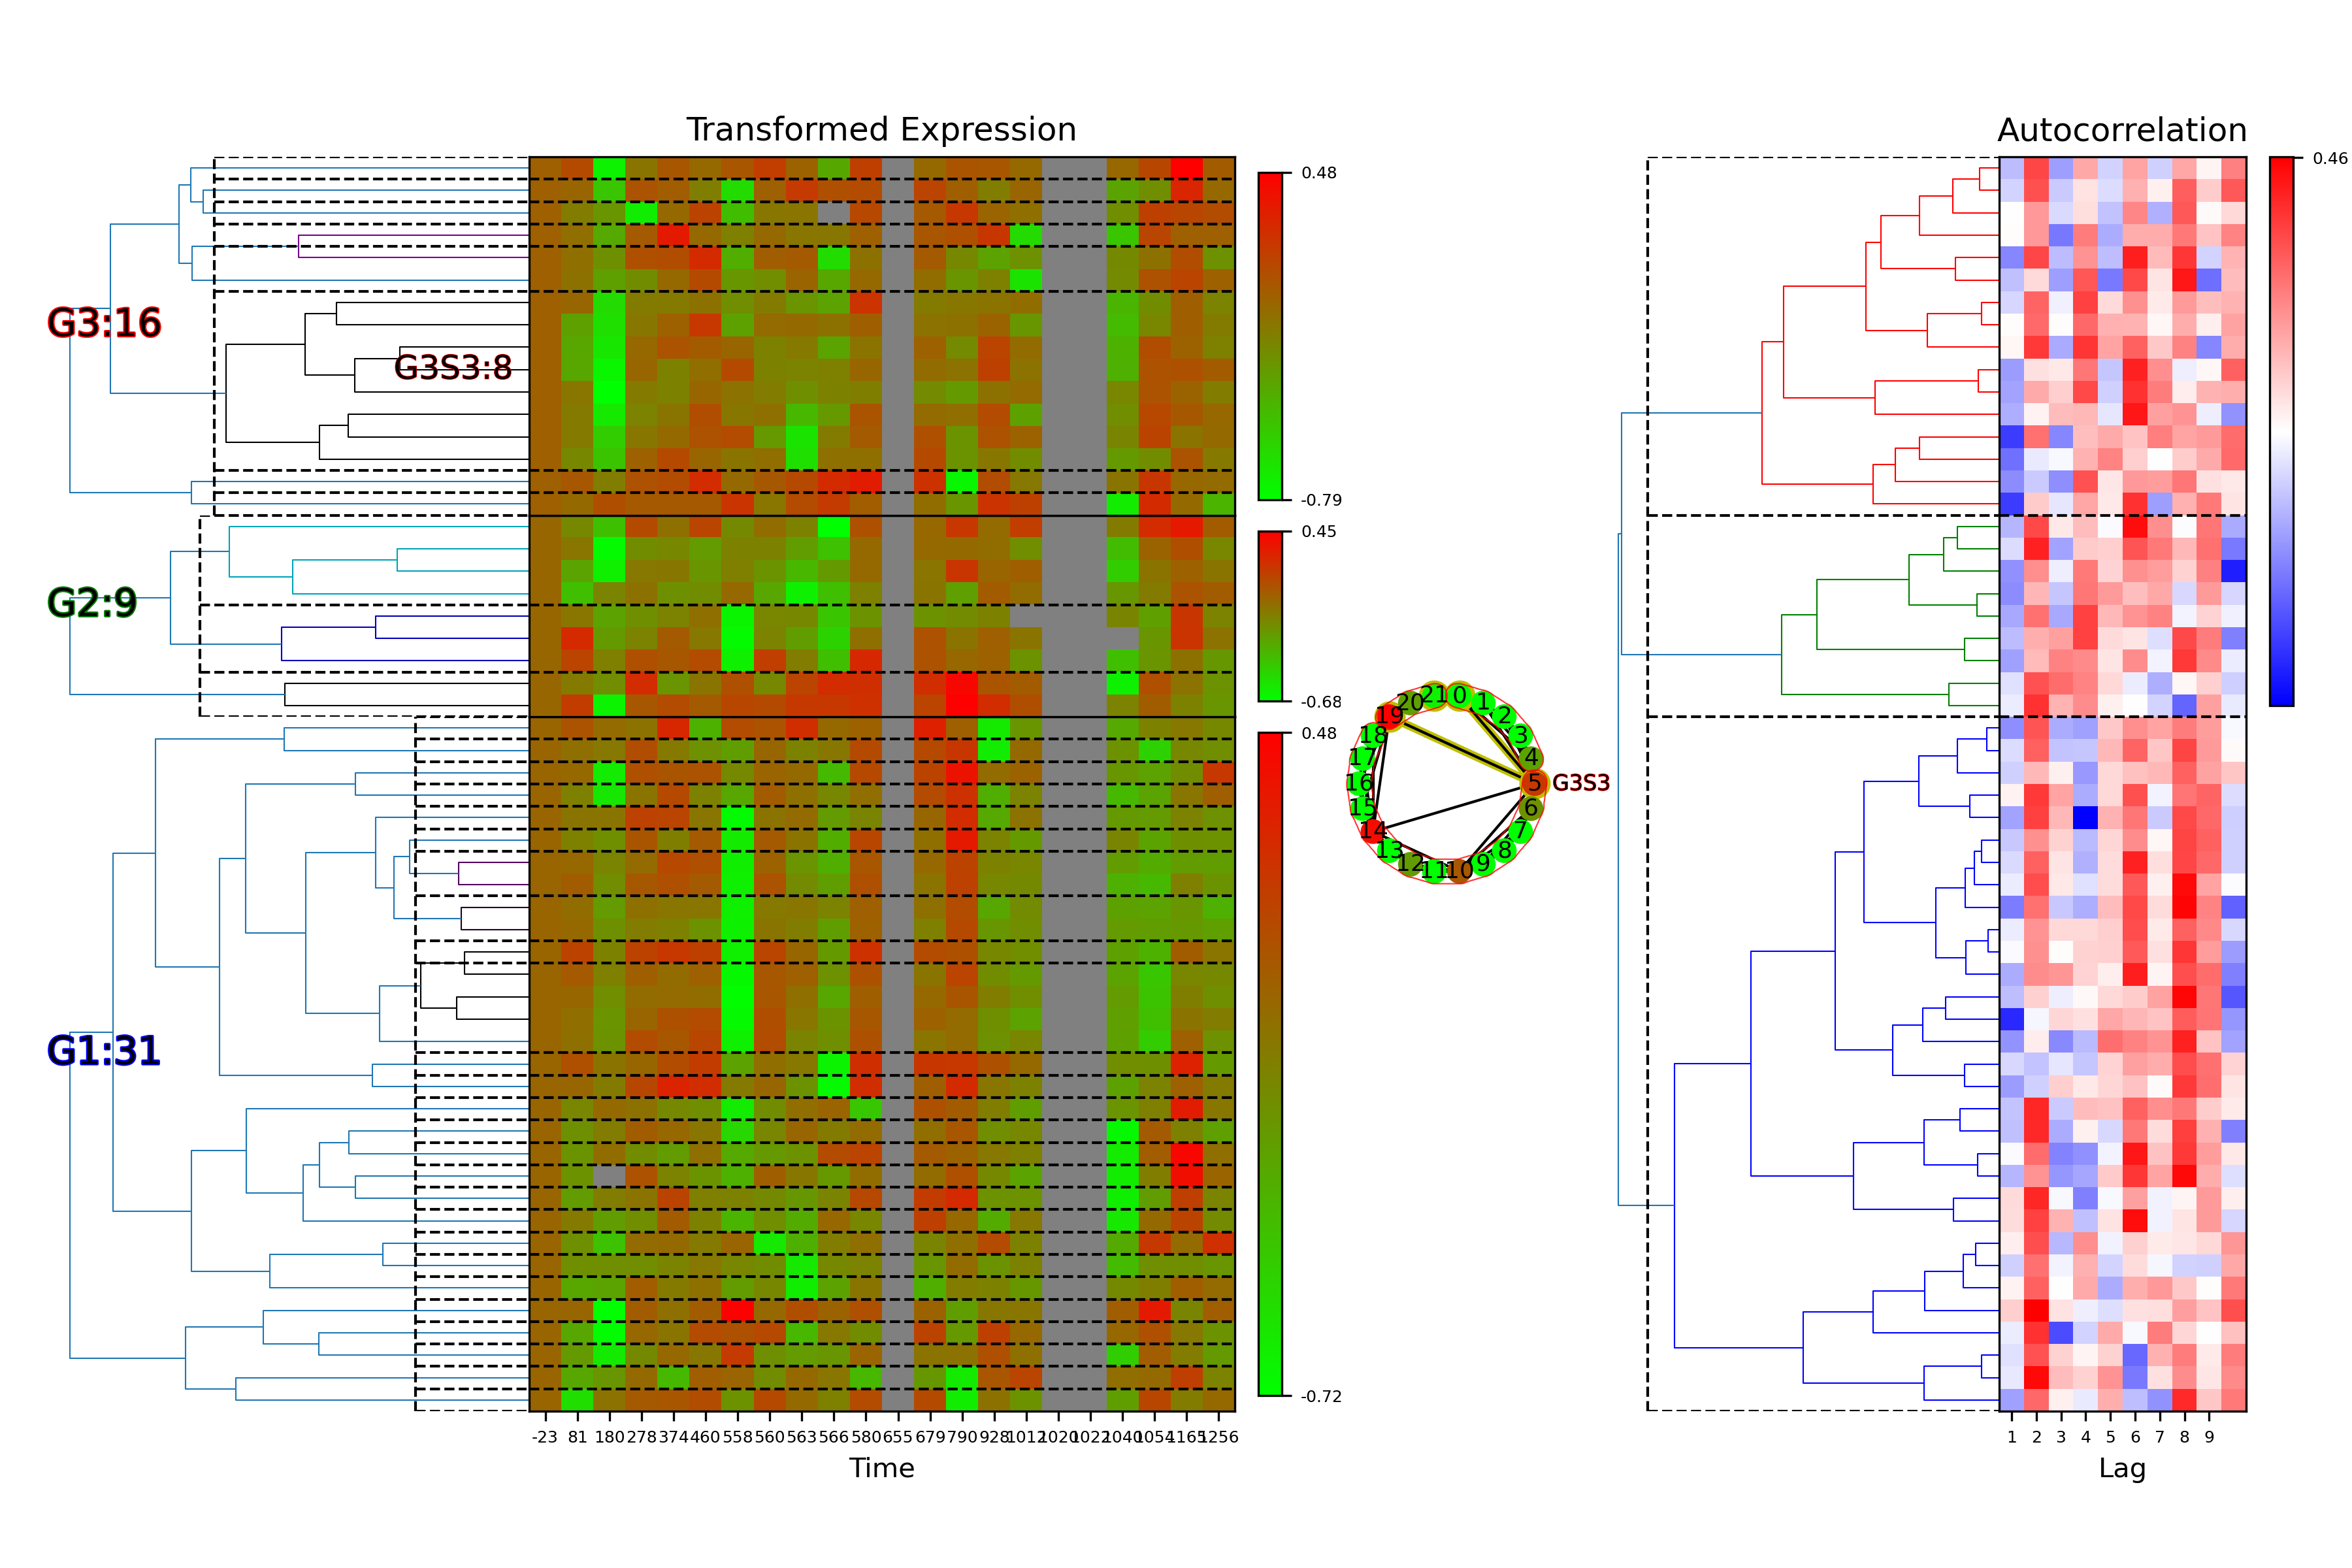 Transformed Expression
Autocorrelation
0.48
0.46
G3:16
G3S3:8
-0.79
0.45
G2:9
-0.68
0.48
21 0 1 2 3 4 5 6 7 8 9 10 11 12 13 14 15 16 17 18 19 20
G3S3
G1:31
-0.72
-23 81 180 278 374 460 558 560 563 566 580 655 679 790 928 1012 1020 1022 1040 1054 1165 1256
1 2 3 4 5 6 7 8 9
Time
Lag